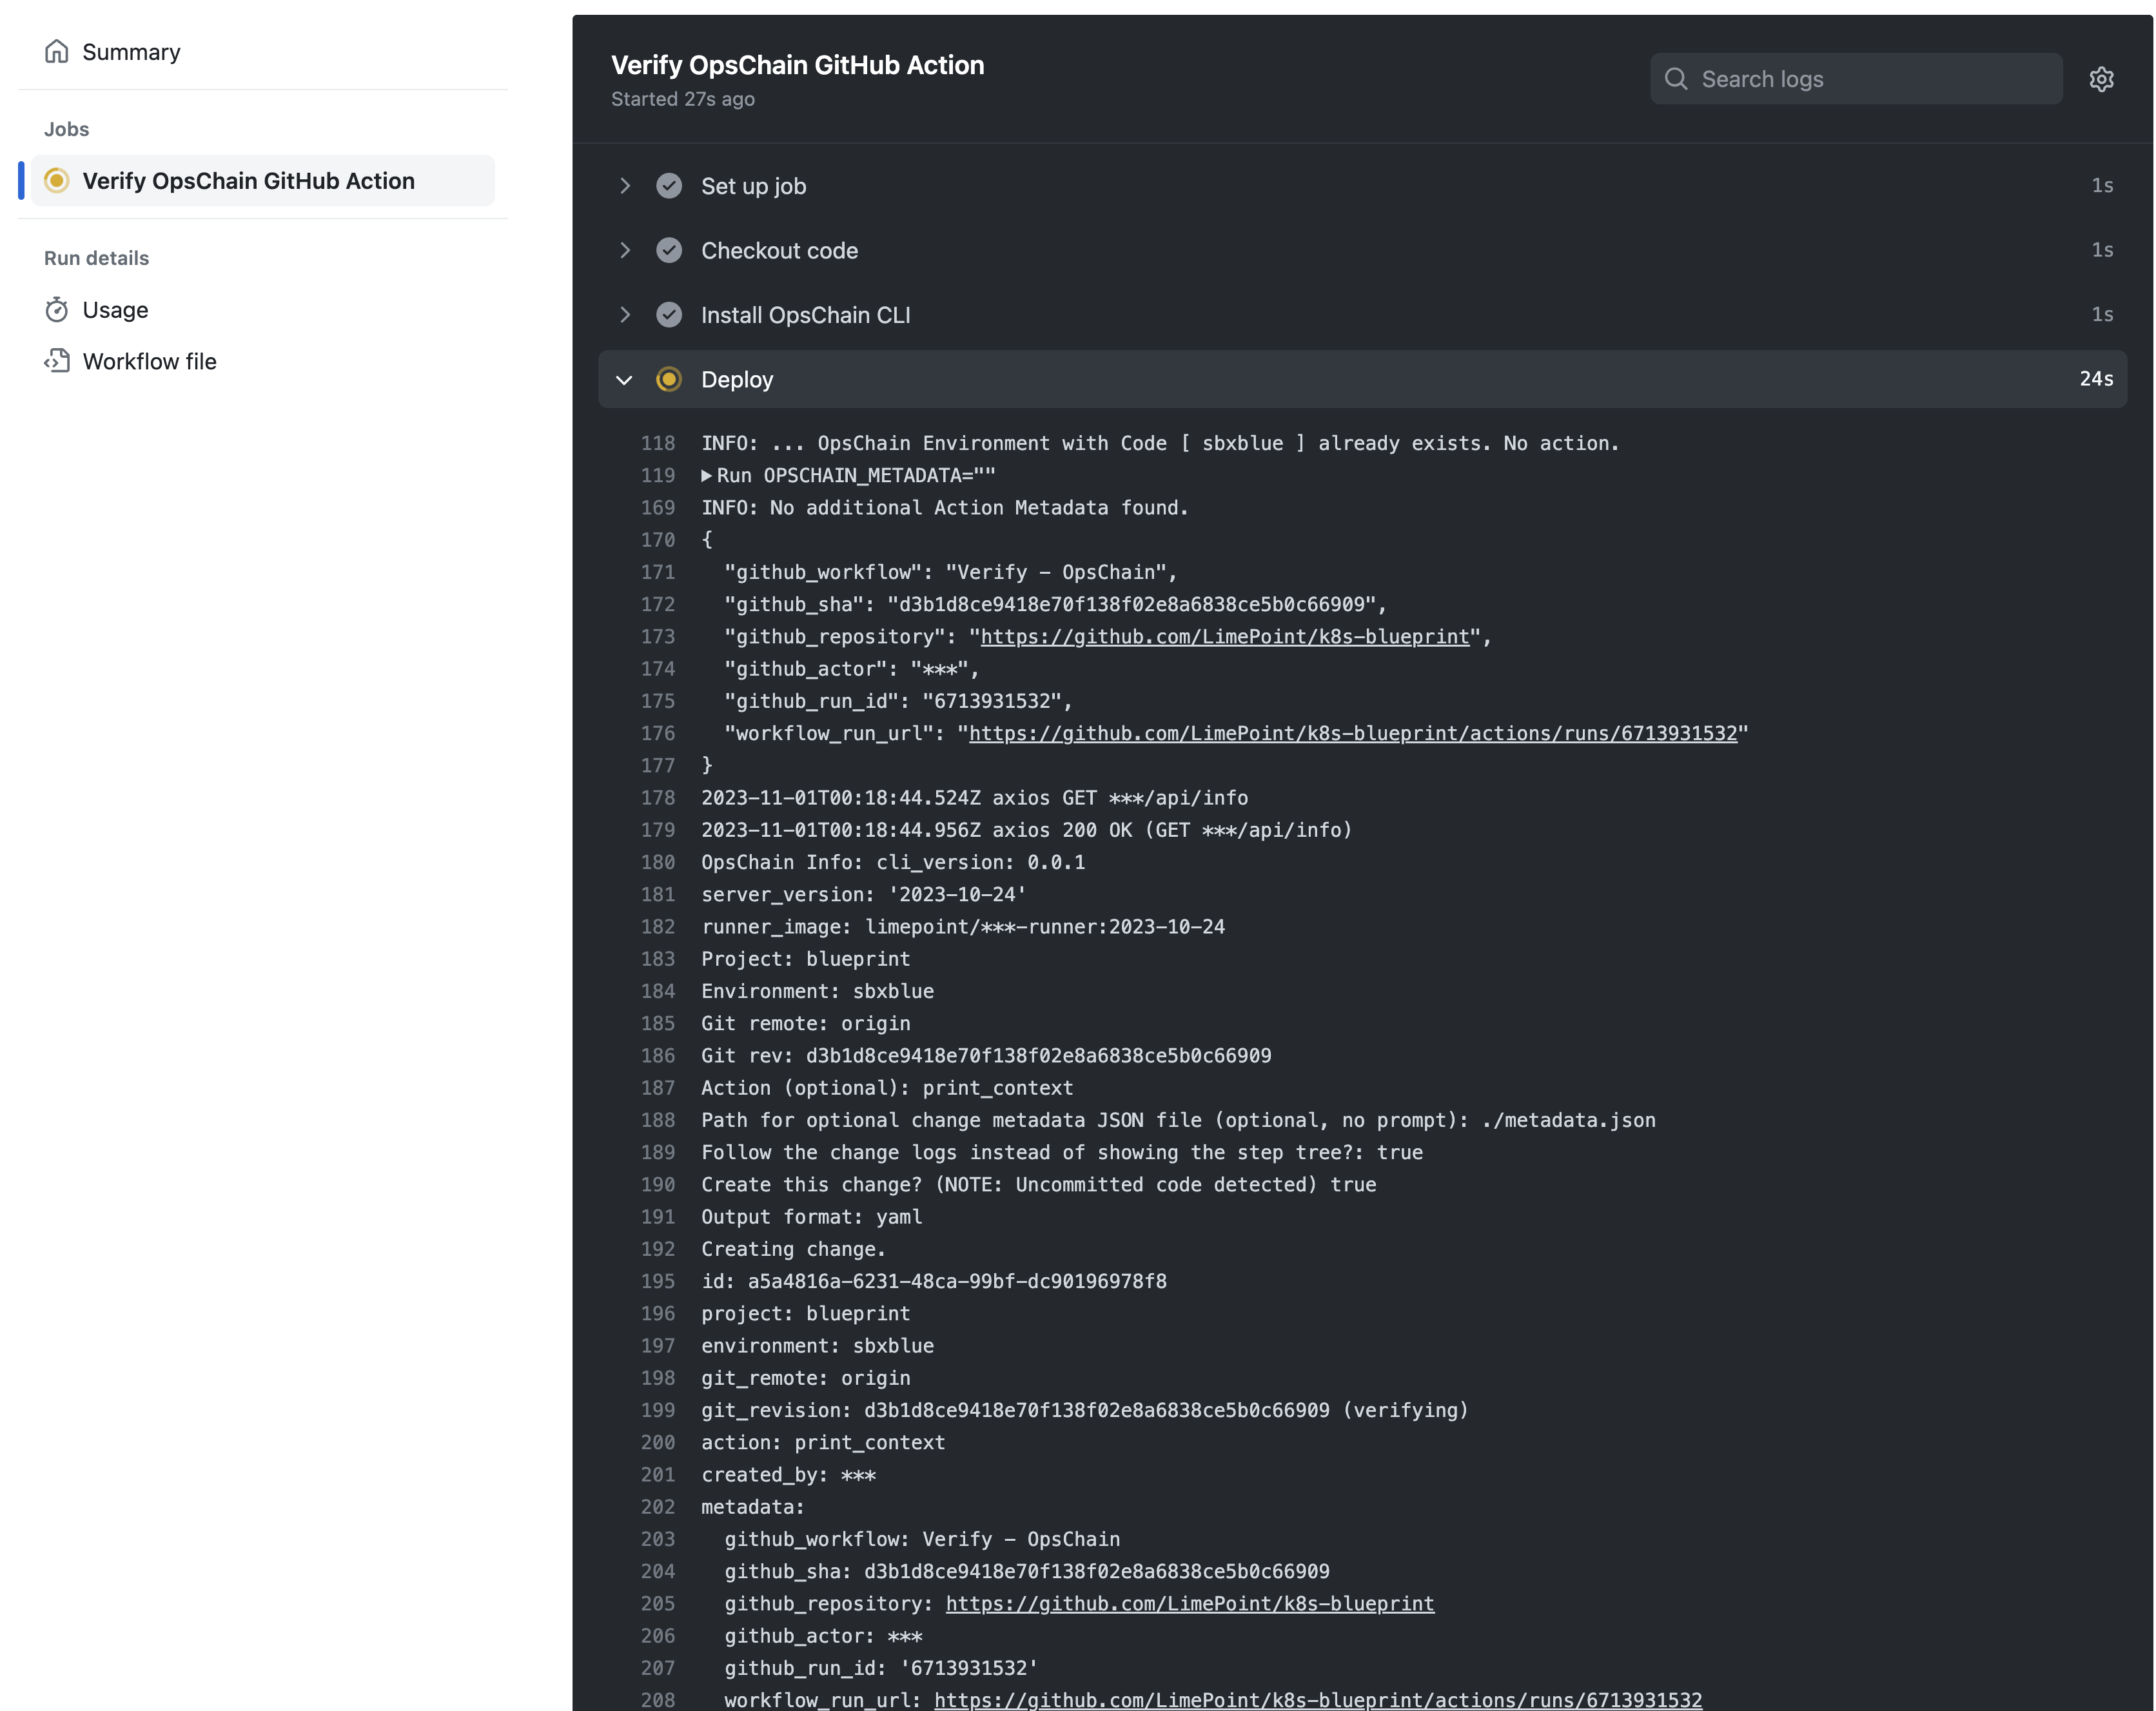 Summary
Jobs
Verify OpsChain GitHub Action
Run details
Usage
Workflow file
Verify OpsChain GitHub Action
Started 27s ago
Search logs
Set up job 1s
Checkout code 1s
Install OpsChain CLI 1s
Deploy 24s
118 INFO: ... OpsChain Environment with Code [ sbxblue ] already exists. No action.
119 Run OPSCHAIN_METADATA=""
169 INFO: No additional Action Metadata found.
170 {
171 "github_workflow": "Verify - OpsChain",
172 "github_sha": "d3b1d8ce9418e70f138f02e8a6838ce5b0c66909",
173 "github_repository": "https://github.com/LimePoint/k8s-blueprint",
174 "github_actor": "***",
175 "github_run_id": "6713931532",
176 "workflow_run_url": "https://github.com/LimePoint/k8s-blueprint/actions/runs/6713931532"
177 }
178 2023-11-01T00:18:44.524Z axios GET ***/api/info
179 2023-11-01T00:18:44.956Z axios 200 OK (GET ***/api/info)
180 OpsChain Info: cli_version: 0.0.1
181 server_version: '2023-10-24'
182 runner_image: limepoint/***-runner:2023-10-24
183 Project: blueprint
184 Environment: sbxblue
185 Git remote: origin
186 Git rev: d3b1d8ce9418e70f138f02e8a6838ce5b0c66909
187 Action (optional): print_context
188 Path for optional change metadata JSON file (optional, no prompt): ./metadata.json
189 Follow the change logs instead of showing the step tree?: true
190 Create this change? (NOTE: Uncommitted code detected) true
191 Output format: yaml
192 Creating change.
195 id: a5a4816a-6231-48ca-99bf-dc90196978f8
196 project: blueprint
197 environment: sbxblue
198 git_remote: origin
199 git_revision: d3b1d8ce9418e70f138f02e8a6838ce5b0c66909 (verifying)
200 action: print_context
201 created_by: ***
202 metadata:
203 github_workflow: Verify - OpsChain
204 github_sha: d3b1d8ce9418e70f138f02e8a6838ce5b0c66909
205 github_repository: https://github.com/LimePoint/k8s-blueprint
206 github_actor: ***
207 github_run_id: '6713931532'
208 workflow_run_url: https://github.com/LimePoint/k8s-blueprint/actions/runs/6713931532